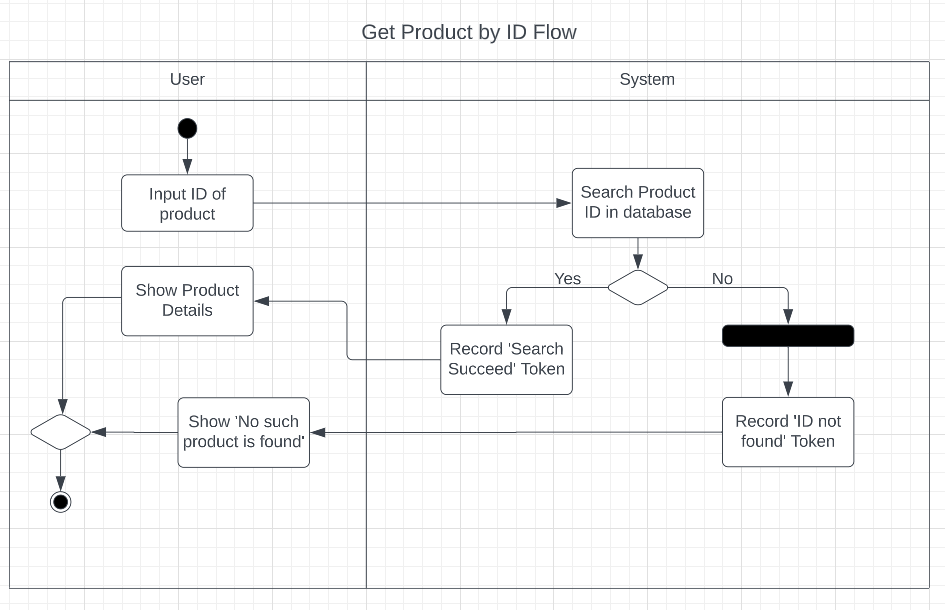 Get Product by ID Flow
User
System
Input ID of
product
Search Product
ID in database
Yes
No
Show Product
Details
Record 'Search
Succeed' Token
Show 'No such
product is found'
Record 'ID not
found' Token